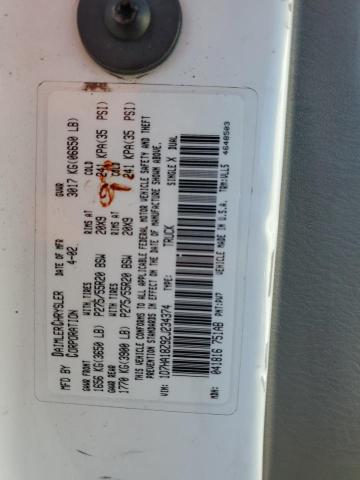 MFD BY DAIMLERCHRYSLER CORPORATION
DATE OF MFR 4-02.
GVWR 3017 KG(06650 LB)
GAWR FRONT WITH TIRES RIMS AT COLD
1656 KG(3650 LB) P275/55R20 BSW 20X9 241 KPA(35 PSI)
GAWR REAR WITH TIRES RIMS AT COLD
1770 KG(3900 LB) P275/55R20 BSW 20X9 241 KPA(35 PSI)
THIS VEHICLE CONFORMS TO ALL APPLICABLE FEDERAL MOTOR VEHICLE SAFETY AND THEFT
PREVENTION STANDARDS IN EFFECT ON THE DATE OF MANUFACTURE SHOWN ABOVE.
VIN: 1D7HA18Z92J234374 TYPE: TRUCK SINGLE X DUAL
MDH: 041816 751AB VEHICLE MADE IN U.S.A. 4648503